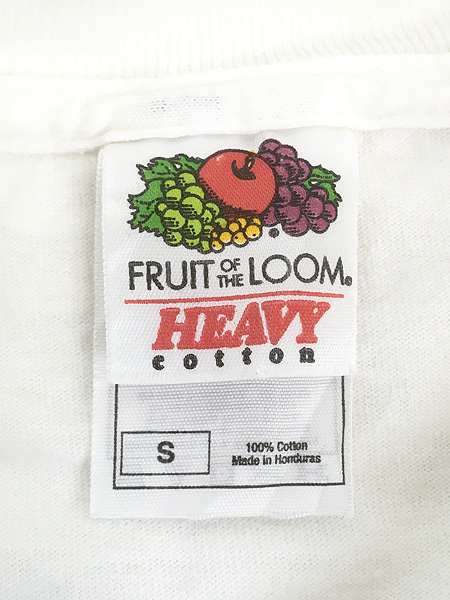 FRUIT OF THE LOOM®
HEAVY
cotton
S
100% Cotton
Made in Honduras